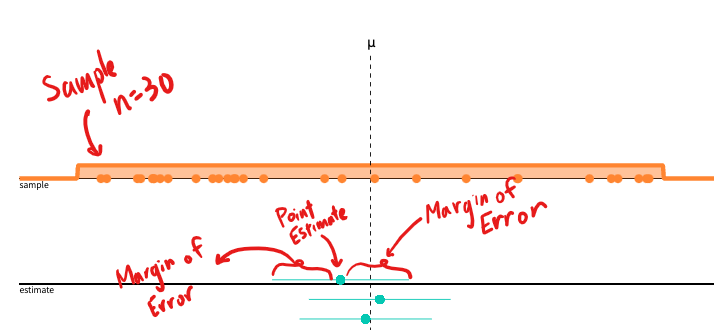 μ
Sample
n=30
sample
Point
Estimate
Margin of
Error
Margin of
Error
estimate